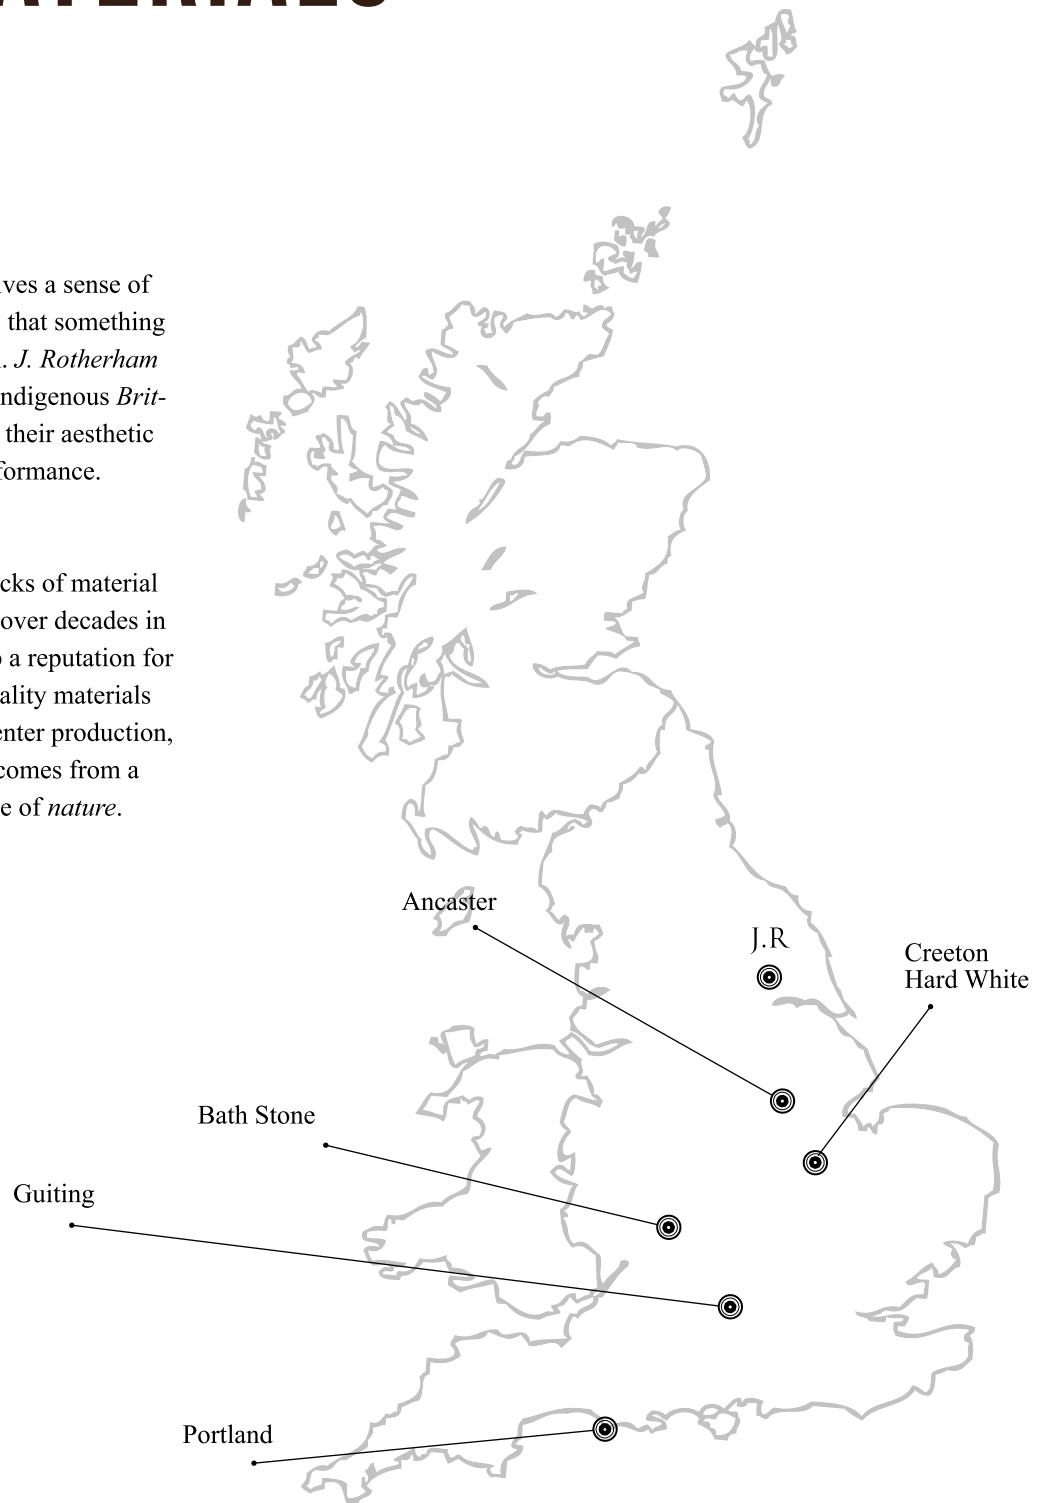 ATERIALS
ves a sense of
that something
. J. Rotherham
ndigenous Brit-
their aesthetic
formance.
cks of material
over decades in
a reputation for
ality materials
enter production,
comes from a
e of nature.
Ancaster
J.R
Creeton
Hard White
Bath Stone
Guiting
Portland